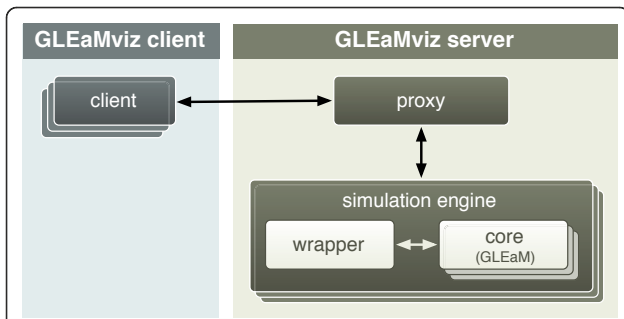 GLEaMviz client
GLEaMviz server
client
proxy
simulation engine
wrapper
core
(GLEaM)